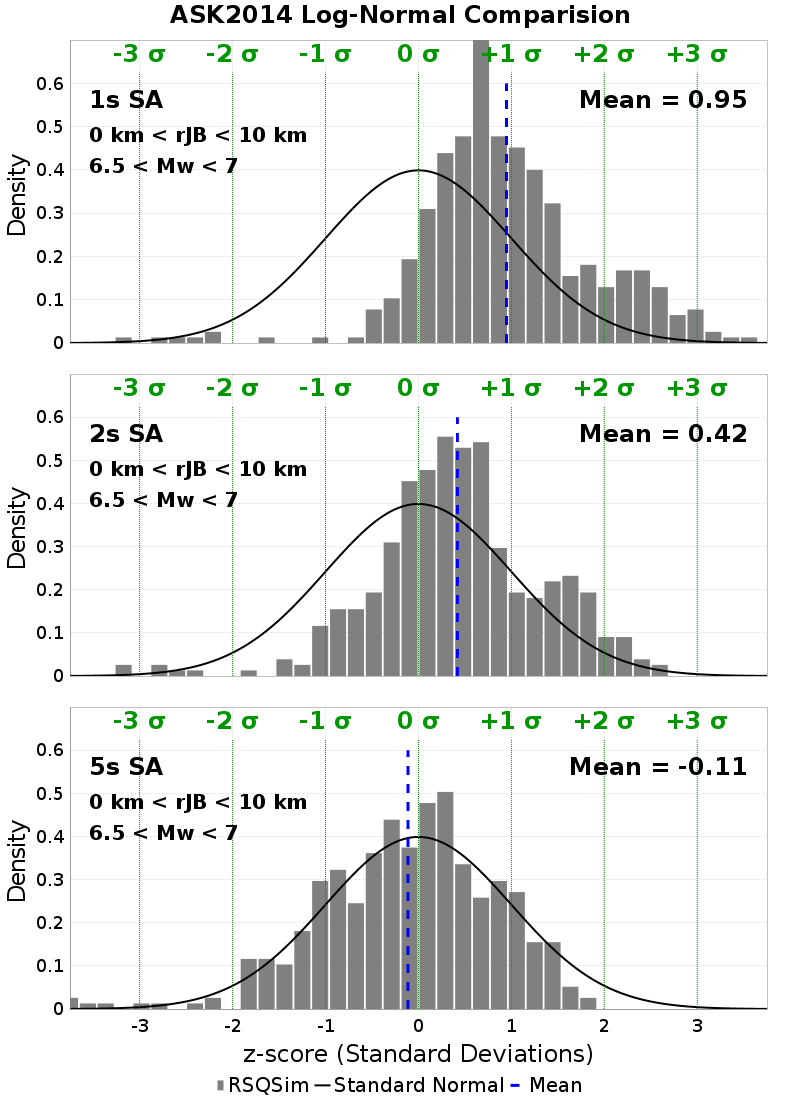 ASK2014 Log-Normal Comparision
-3 σ -2 σ -1 σ 0 σ +1 σ +2 σ +3 σ
1s SA
Mean = 0.95
0 km < rJB < 10 km
6.5 < Mw < 7
0.6
0.5
0.4
0.3
0.2
0.1
0
Density
-3 σ -2 σ -1 σ 0 σ +1 σ +2 σ +3 σ
2s SA
Mean = 0.42
0 km < rJB < 10 km
6.5 < Mw < 7
0.6
0.5
0.4
0.3
0.2
0.1
0
Density
-3 σ -2 σ -1 σ 0 σ +1 σ +2 σ +3 σ
5s SA
Mean = -0.11
0 km < rJB < 10 km
6.5 < Mw < 7
0.6
0.5
0.4
0.3
0.2
0.1
0
Density
-3 -2 -1 0 1 2 3
z-score (Standard Deviations)
RSQSim Standard Normal Mean